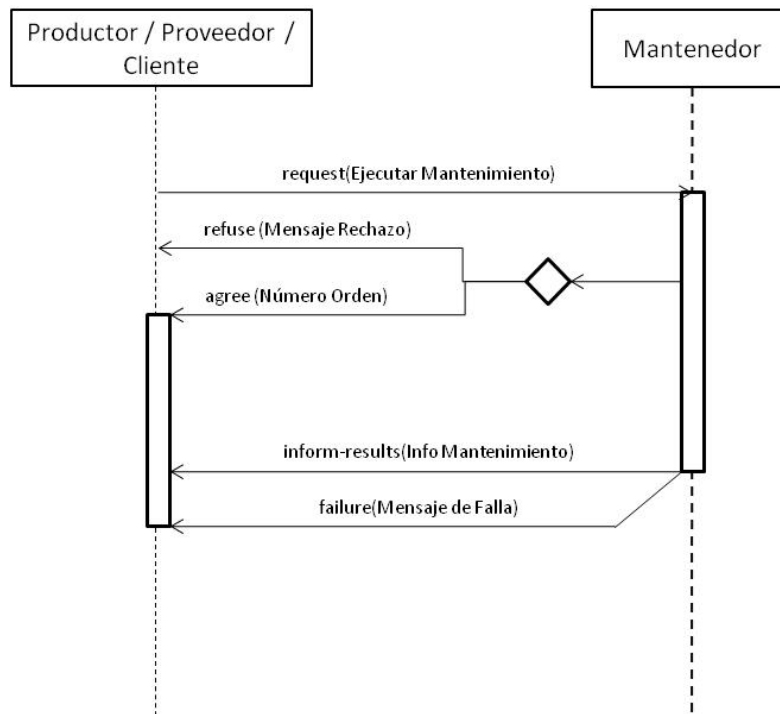 Productor / Proveedor /
Cliente
Mantenedor
request(Ejecutar Mantenimiento)
refuse (Mensaje Rechazo)
agree (Número Orden)
inform-results(Info Mantenimiento)
failure(Mensaje de Falla)